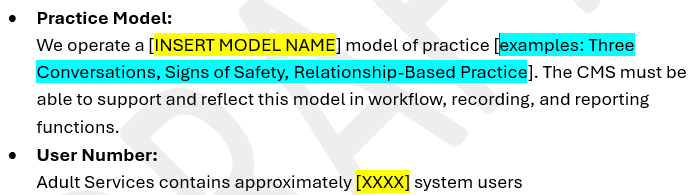 • Practice Model:
We operate a [INSERT MODEL NAME] model of practice [examples: Three
Conversations, Signs of Safety, Relationship-Based Practice]. The CMS must be
able to support and reflect this model in workflow, recording, and reporting
functions.
• User Number:
Adult Services contains approximately [XXXX] system users